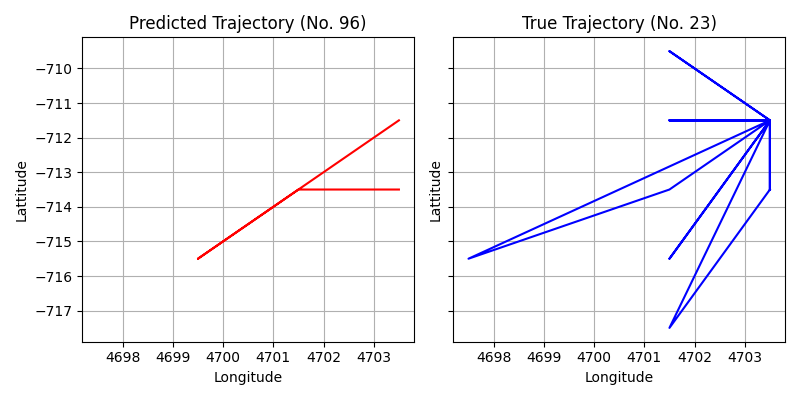 Predicted Trajectory (No. 96)
True Trajectory (No. 23)
Lattitude
−710
−711
−712
−713
−714
−715
−716
−717
4698 4699 4700 4701 4702 4703
Longitude
Lattitude
4698 4699 4700 4701 4702 4703
Longitude